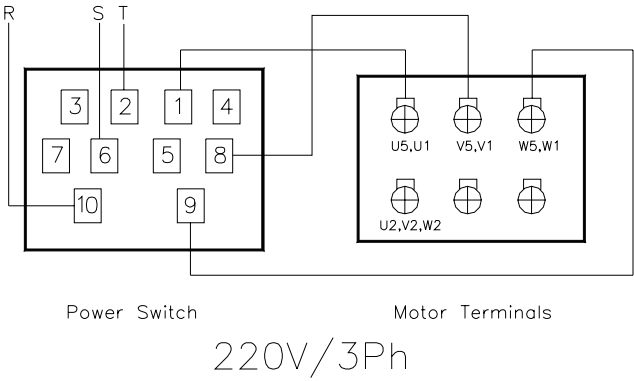 R S T
3 2 1 4
U5,U1 V5,V1 W5,W1
7 6 5 8
10 9
U2,V2,W2
Power Switch Motor Terminals
220V/3Ph